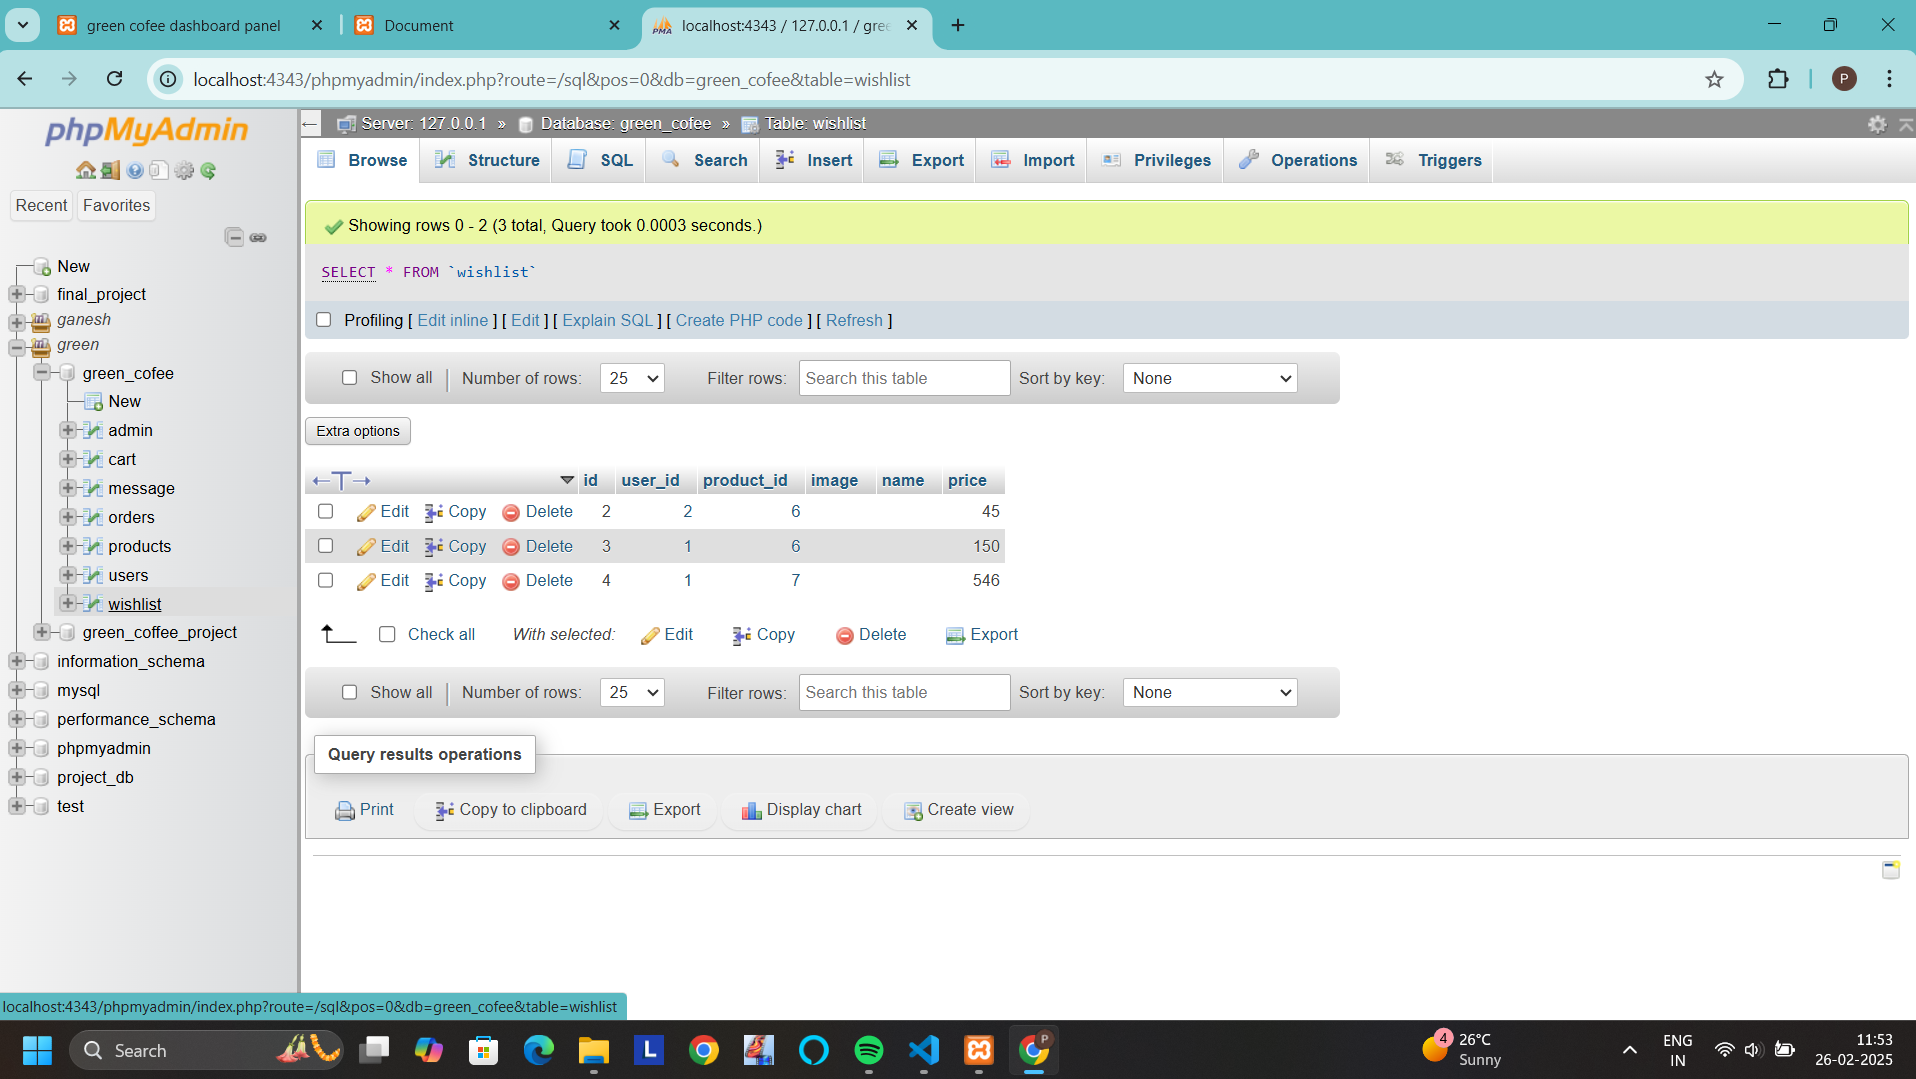 green cofee dashboard panel
Document
localhost:4343 / 127.0.0.1 / gree
localhost:4343/phpmyadmin/index.php?route=/sql&pos=0&db=green_cofee&table=wishlist
P
phpMyAdmin
Recent Favorites
New
final_project
ganesh
green
green_cofee
New
admin
cart
message
orders
products
users
wishlist
green_coffee_project
information_schema
mysql
performance_schema
phpmyadmin
project_db
test
Server: 127.0.0.1 » Database: green_cofee » Table: wishlist
Browse Structure SQL Search Insert Export Import Privileges Operations Triggers
Showing rows 0 - 2 (3 total, Query took 0.0003 seconds.)
SELECT * FROM `wishlist`
Profiling [ Edit inline ] [ Edit ] [ Explain SQL ] [ Create PHP code ] [ Refresh ]
Show all Number of rows: 25 Filter rows: Search this table Sort by key: None
Extra options
id user_id product_id image name price
Edit Copy Delete 2 2 6 45
Edit Copy Delete 3 1 6 150
Edit Copy Delete 4 1 7 546
Check all With selected: Edit Copy Delete Export
Show all Number of rows: 25 Filter rows: Search this table Sort by key: None
Query results operations
Print Copy to clipboard Export Display chart Create view
localhost:4343/phpmyadmin/index.php?route=/sql&pos=0&db=green_cofee&table=wishlist
Search
L
P
4
26°C
Sunny
ENG
IN
11:53
26-02-2025